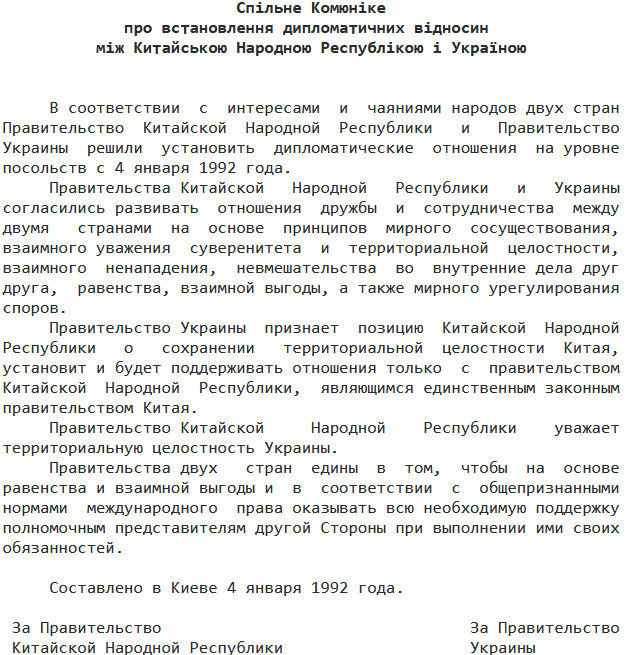 Спільне Комюніке
про встановлення дипломатичних відносин
між Китайською Народною Республікою і Україною
В соответствии с интересами и чаяниями народов двух стран
Правительство Китайской Народной Республики и Правительство
Украины решили установить дипломатические отношения на уровне
посольств с 4 января 1992 года.
Правительства Китайской Народной Республики и Украины
согласились развивать отношения дружбы и сотрудничества между
двумя странами на основе принципов мирного сосуществования,
взаимного уважения суверенитета и территориальной целостности,
взаимного ненападения, невмешательства во внутренние дела друг
друга, равенства, взаимной выгоды, а также мирного урегулирования
споров.
Правительство Украины признает позицию Китайской Народной
Республики о сохранении территориальной целостности Китая,
установит и будет поддерживать отношения только с правительством
Китайской Народной Республики, являющимся единственным законным
правительством Китая.
Правительство Китайской Народной Республики уважает
территориальную целостность Украины.
Правительства двух стран едины в том, чтобы на основе
равенства и взаимной выгоды и в соответствии с общепризнанными
нормами международного права оказывать всю необходимую поддержку
полномочным представителям другой Стороны при выполнении ими своих
обязанностей.
Составлено в Киеве 4 января 1992 года.
За Правительство За Правительство
Китайской Народной Республики Украины